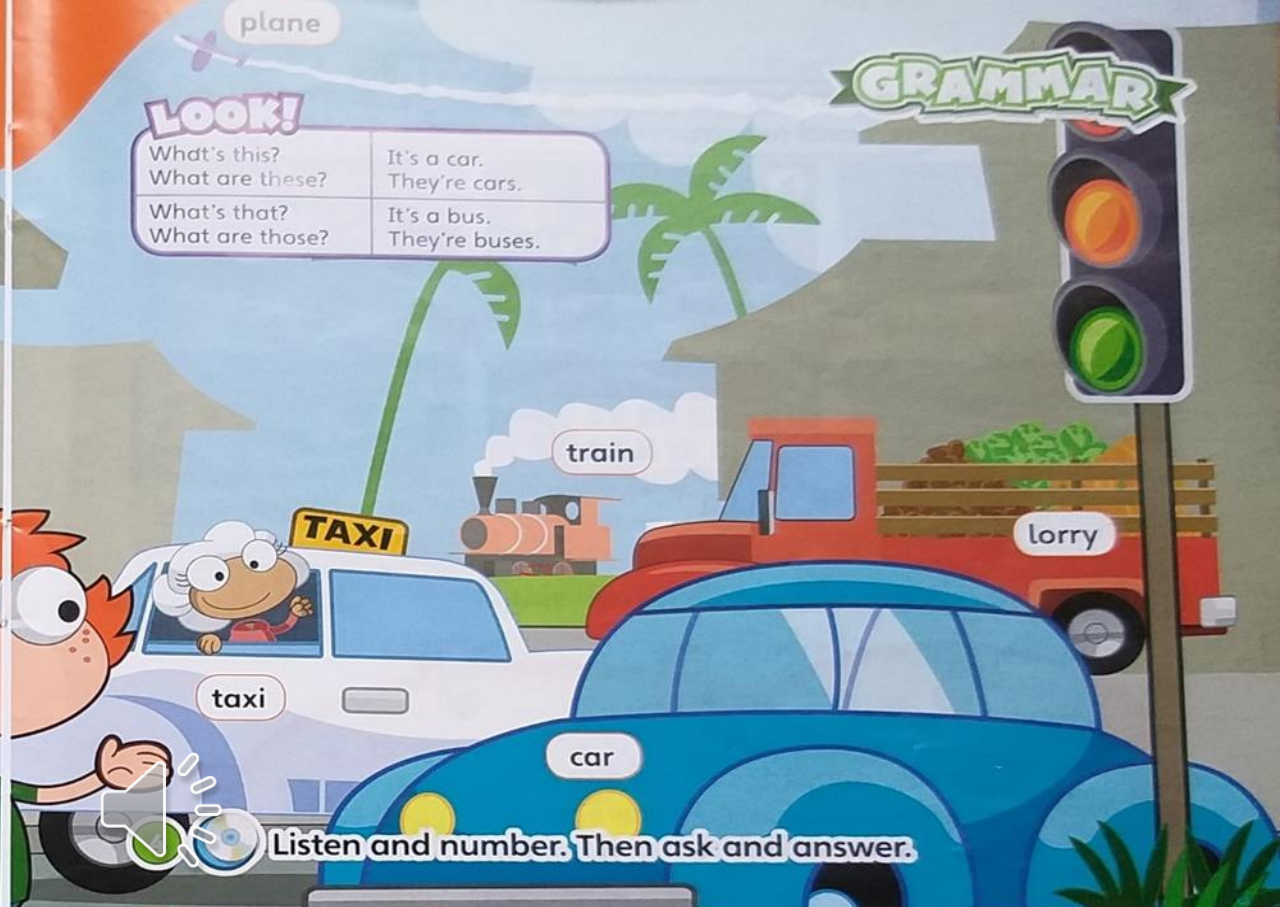 plane
GRAMMAR
LOOK!
What's this? It's a car.
What are these? They're cars.
What's that? It's a bus.
What are those? They're buses.
train
lorry
TAXI
taxi
car
Listen and number. Then ask and answer.